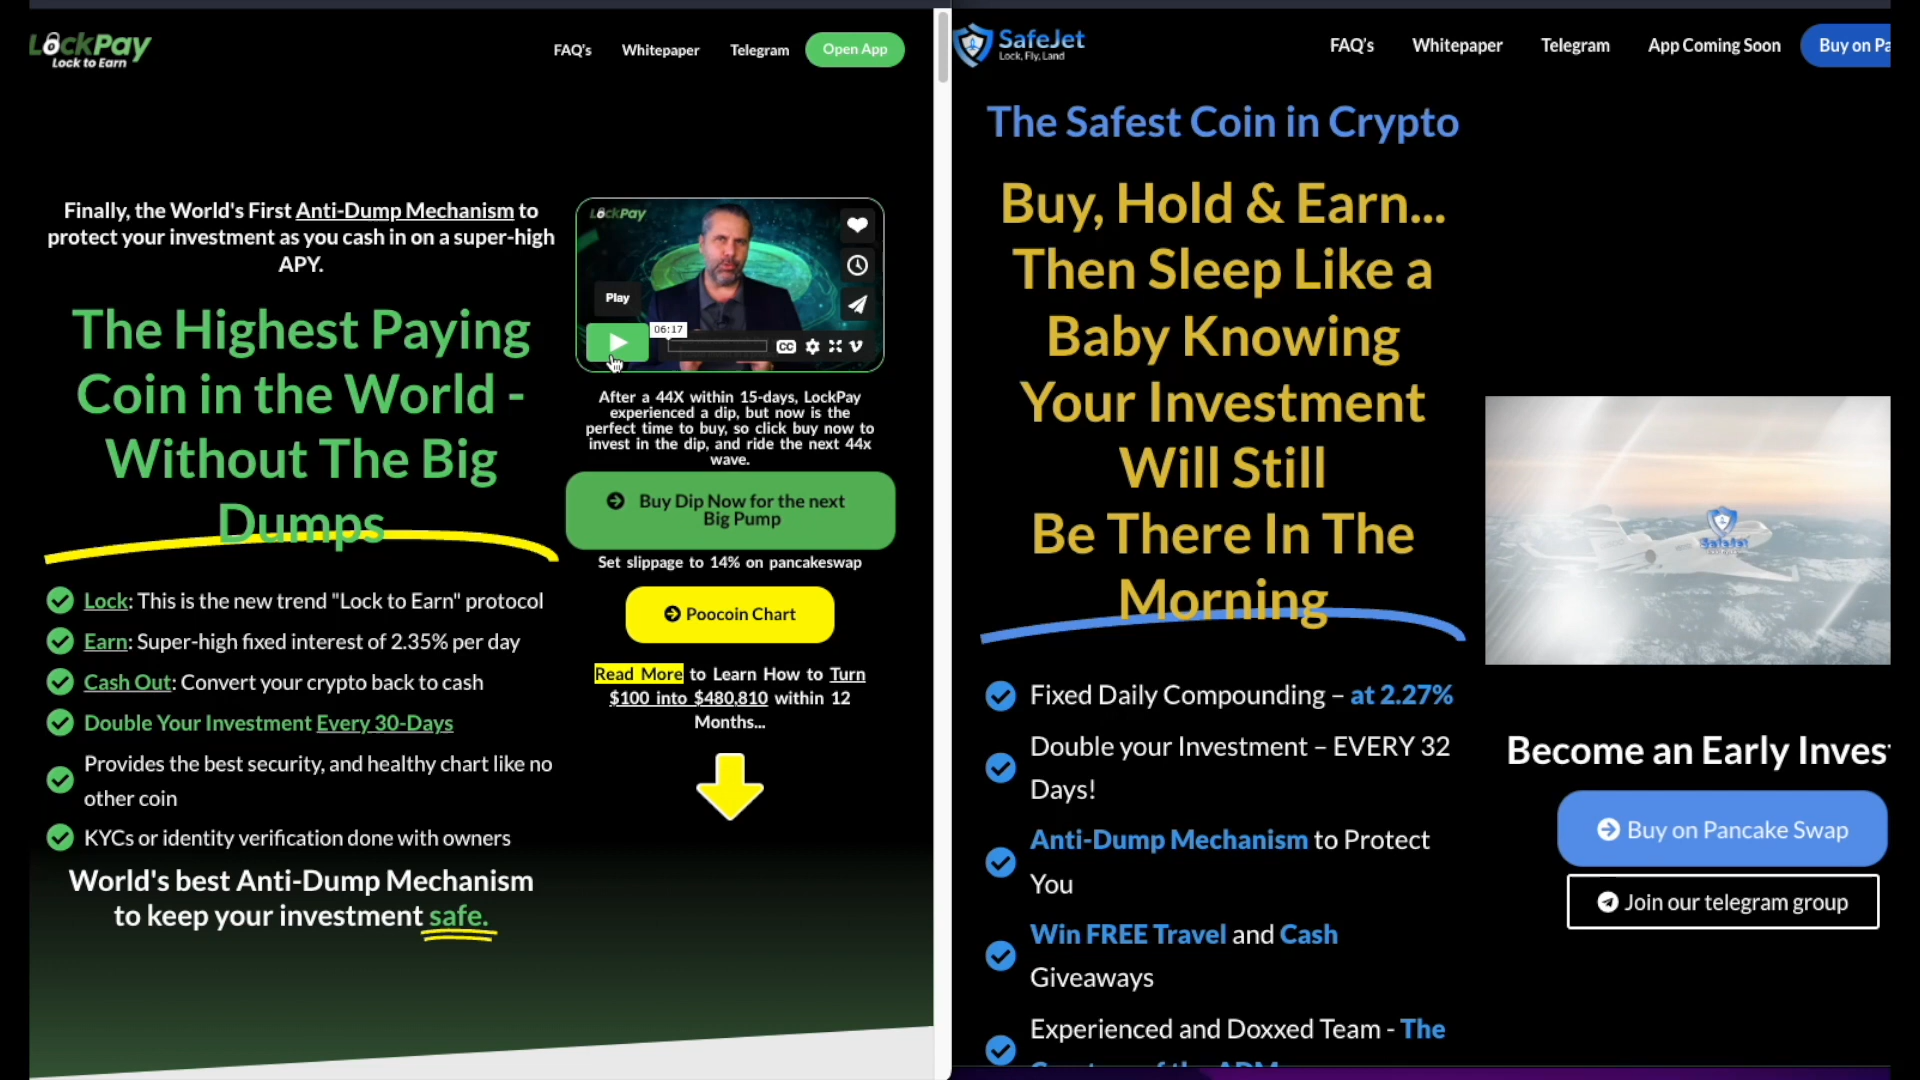 LockPay
Lock to Earn
FAQ's
Whitepaper
Telegram
Open App
Finally, the World's First Anti-Dump Mechanism to
protect your investment as you cash in on a super-high
APY.
The Highest Paying
Coin in the World -
Without The Big
Dumps
Lock: This is the new trend "Lock to Earn" protocol
Earn: Super-high fixed interest of 2.35% per day
Cash Out: Convert your crypto back to cash
Double Your Investment Every 30-Days
Provides the best security, and healthy chart like no
other coin
KYCs or identity verification done with owners
World's best Anti-Dump Mechanism
to keep your investment safe.
LockPay
Play
06:17
CC
After a 44X within 15-days, LockPay
experienced a dip, but now is the
perfect time to buy, so click buy now to
invest in the dip, and ride the next 44x
wave.
Buy Dip Now for the next
Big Pump
Set slippage to 14% on pancakeswap
Poocoin Chart
Read More to Learn How to Turn
$100 into $480,810 within 12
Months...
SafeJet
Lock, Fly, Land
FAQ's
Whitepaper
Telegram
App Coming Soon
Buy on Pa
The Safest Coin in Crypto
Buy, Hold & Earn...
Then Sleep Like a
Baby Knowing
Your Investment
Will Still
Be There In The
Morning
Fixed Daily Compounding – at 2.27%
Double your Investment – EVERY 32
Days!
Anti-Dump Mechanism to Protect
You
Win FREE Travel and Cash
Giveaways
Experienced and Doxxed Team - The
SafeJet
Become an Early Inves
Buy on Pancake Swap
Join our telegram group